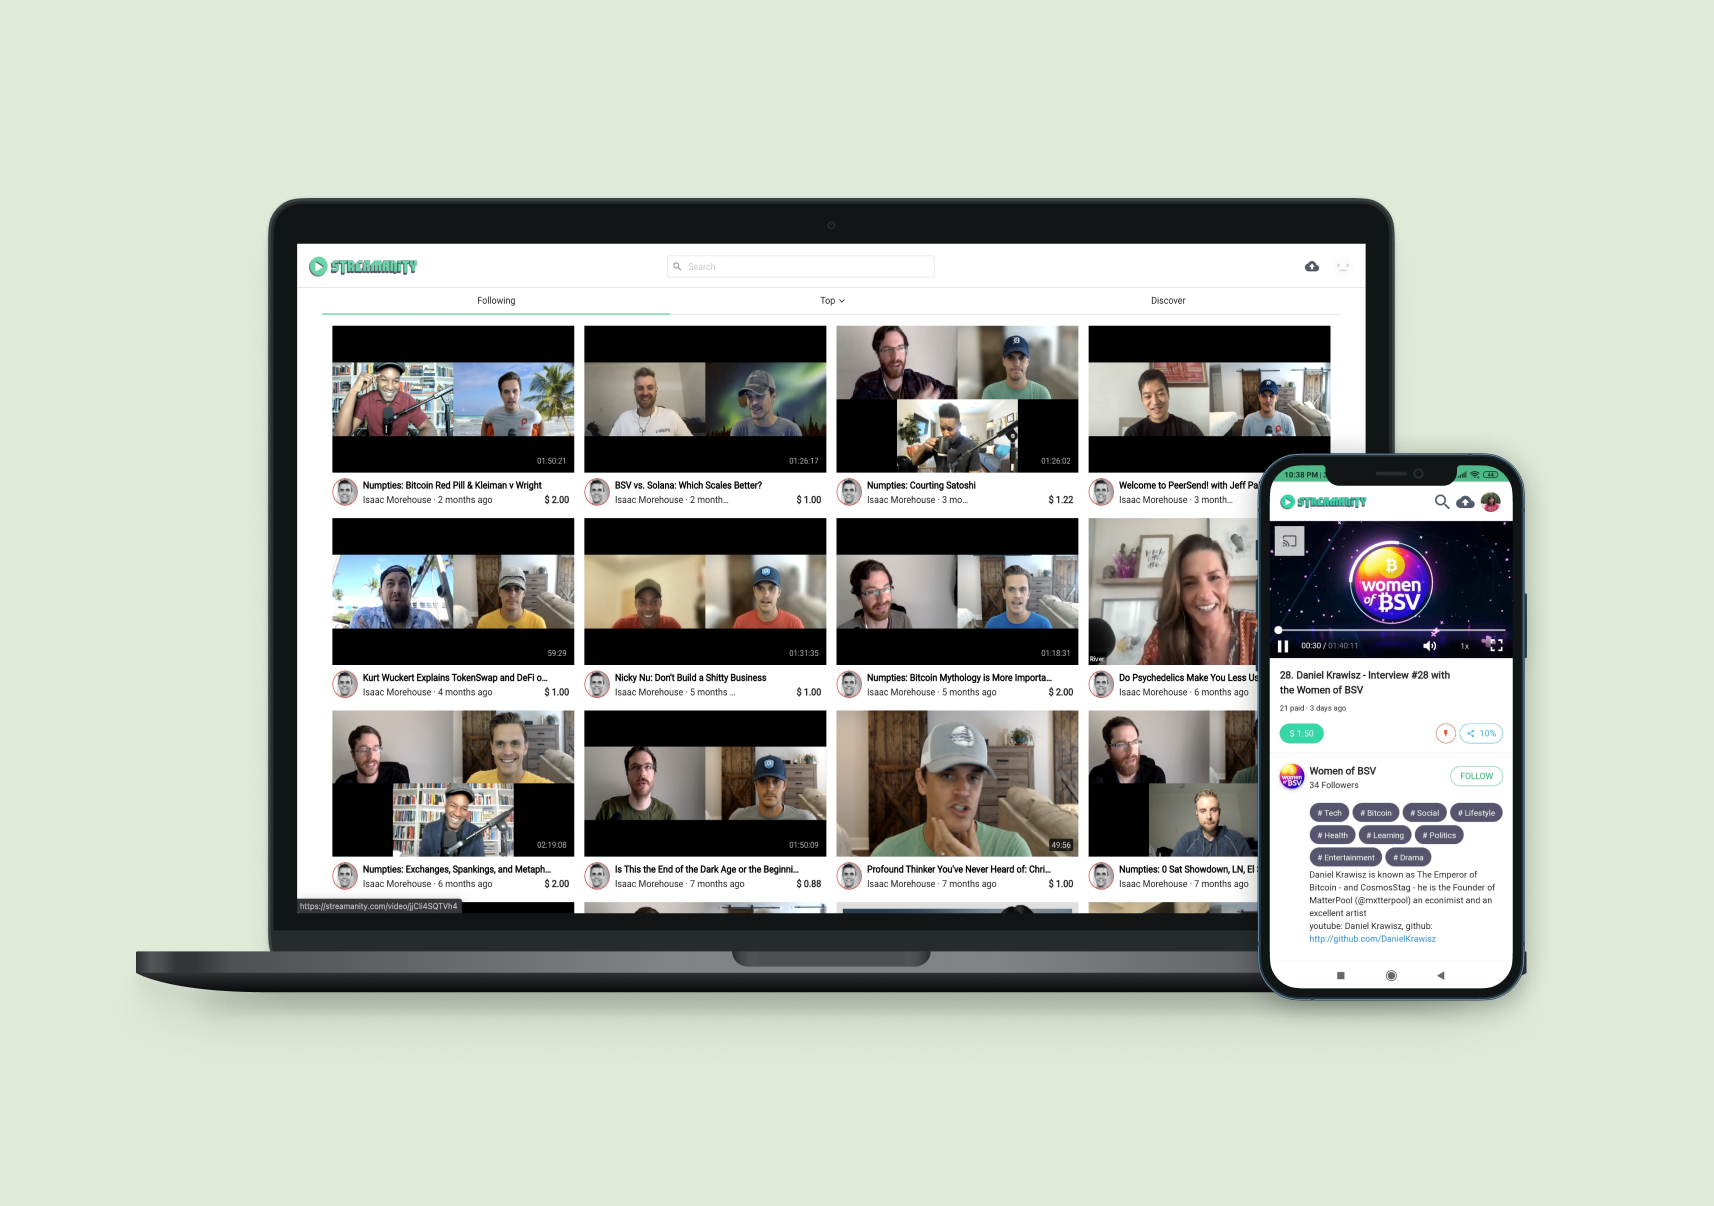 STREAMANITY
Search
Following
Top
Discover
01:50:21
01:26:17
01:26:02
Numpties: Bitcoin Red Pill & Kleiman v Wright
Isaac Morehouse · 2 months ago
$ 2.00
BSV vs. Solana: Which Scales Better?
Isaac Morehouse · 2 month...
$ 1.00
Numpties: Courting Satoshi
Isaac Morehouse · 3 mo...
$ 1.22
Welcome to PeerSend! with Jeff Pa
Isaac Morehouse · 3 month...
59:29
01:31:35
01:18:31
River
Kurt Wuckert Explains TokenSwap and DeFi o...
Isaac Morehouse · 4 months ago
$ 1.00
Nicky Nu: Don't Build a Shitty Business
Isaac Morehouse · 5 months ...
$ 1.00
Numpties: Bitcoin Mythology is More Importa...
Isaac Morehouse · 5 months ago
$ 2.00
Do Psychedelics Make You Less Us
Isaac Morehouse · 6 months ago
02:19:08
01:50:09
49:56
Numpties: Exchanges, Spankings, and Metaph...
Isaac Morehouse · 6 months ago
$ 2.00
Is This the End of the Dark Age or the Beginni...
Isaac Morehouse · 7 months ago
$ 0.88
Profound Thinker You've Never Heard of: Chri...
Isaac Morehouse · 7 months ago
$ 1.00
Numpties: 0 Sat Showdown, LN, El
Isaac Morehouse · 7 months ago
https://streamanity.com/video/jjCli4SQTVh4
10:38 PM
STREAMANITY
women
of BSV
00:30 / 01:40:11
1x
28. Daniel Krawisz - Interview #28 with
the Women of BSV
21 paid · 3 days ago
$ 1.50
10%
women
of BSV
Women of BSV
34 Followers
FOLLOW
# Tech
# Bitcoin
# Social
# Lifestyle
# Health
# Learning
# Politics
# Entertainment
# Drama
Daniel Krawisz is known as The Emperor of
Bitcoin - and CosmosStag - he is the Founder of
MatterPool (@mxtterpool) an econimist and an
excellent artist
youtube: Daniel Krawisz, github:
http://github.com/DanielKrawisz